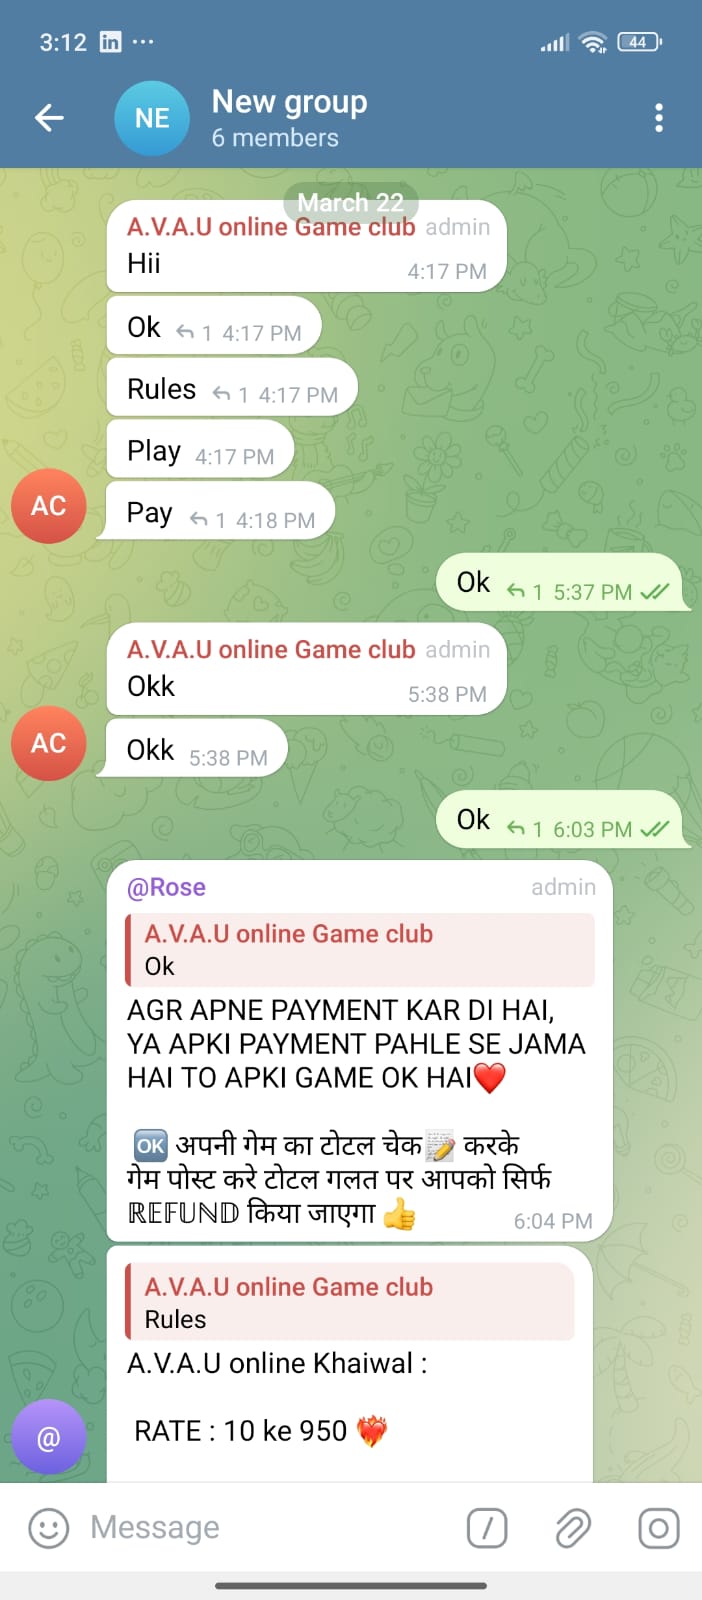 3:12
44
NE
New group
6 members
March 22
A.V.A.U online Game club admin
Hii 4:17 PM
Ok 1 4:17 PM
Rules 1 4:17 PM
Play 4:17 PM
AC
Pay 1 4:18 PM
Ok 1 5:37 PM
A.V.A.U online Game club admin
Okk 5:38 PM
AC
Okk 5:38 PM
Ok 1 6:03 PM
@Rose admin
A.V.A.U online Game club
Ok
AGR APNE PAYMENT KAR DI HAI,
YA APKI PAYMENT PAHLE SE JAMA
HAI TO APKI GAME OK HAI❤️
🆗 अपनी गेम का टोटल चेक📝 करके
गेम पोस्ट करे टोटल गलत पर आपको सिर्फ
ℝ𝔼𝔽𝕌ℕ𝔻 किया जाएगा 👍 6:04 PM
A.V.A.U online Game club
Rules
A.V.A.U online Khaiwal :
RATE : 10 ke 950 ❤️‍🔥
@
Message